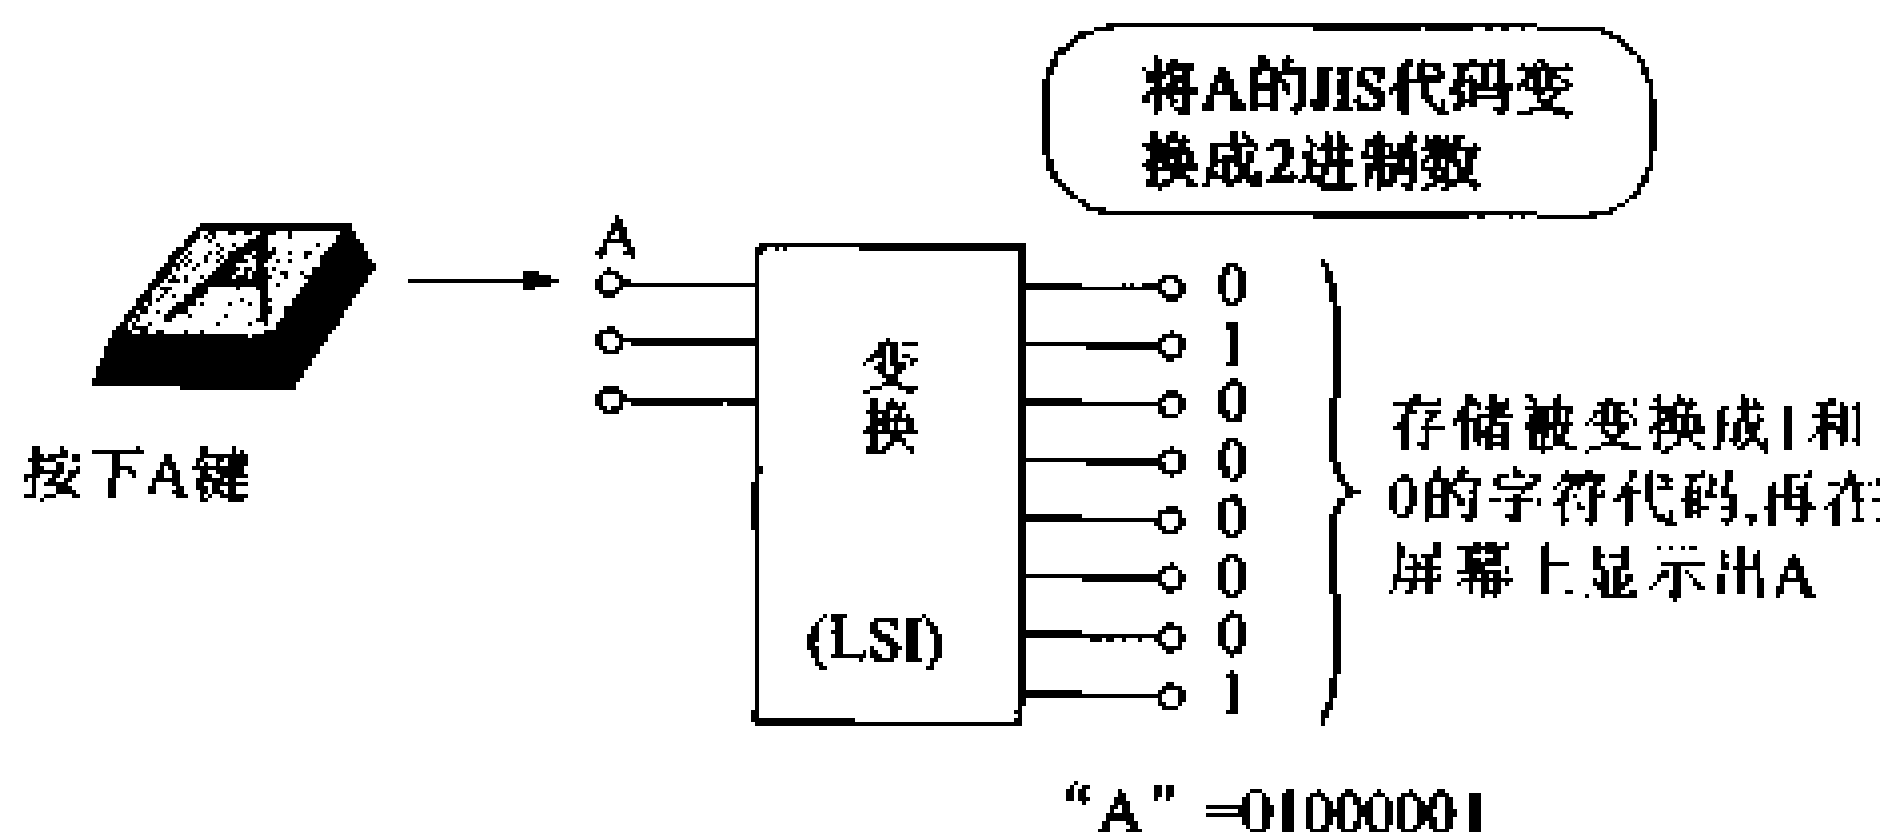 将A的JIS代码变
换成2进制数
A
A
按下A键
变
换
(LSI)
0
1
0
0
0
0
0
1
存储被变换成1和
0的字符代码,再在
屏幕上显示出A
“A”=01000001